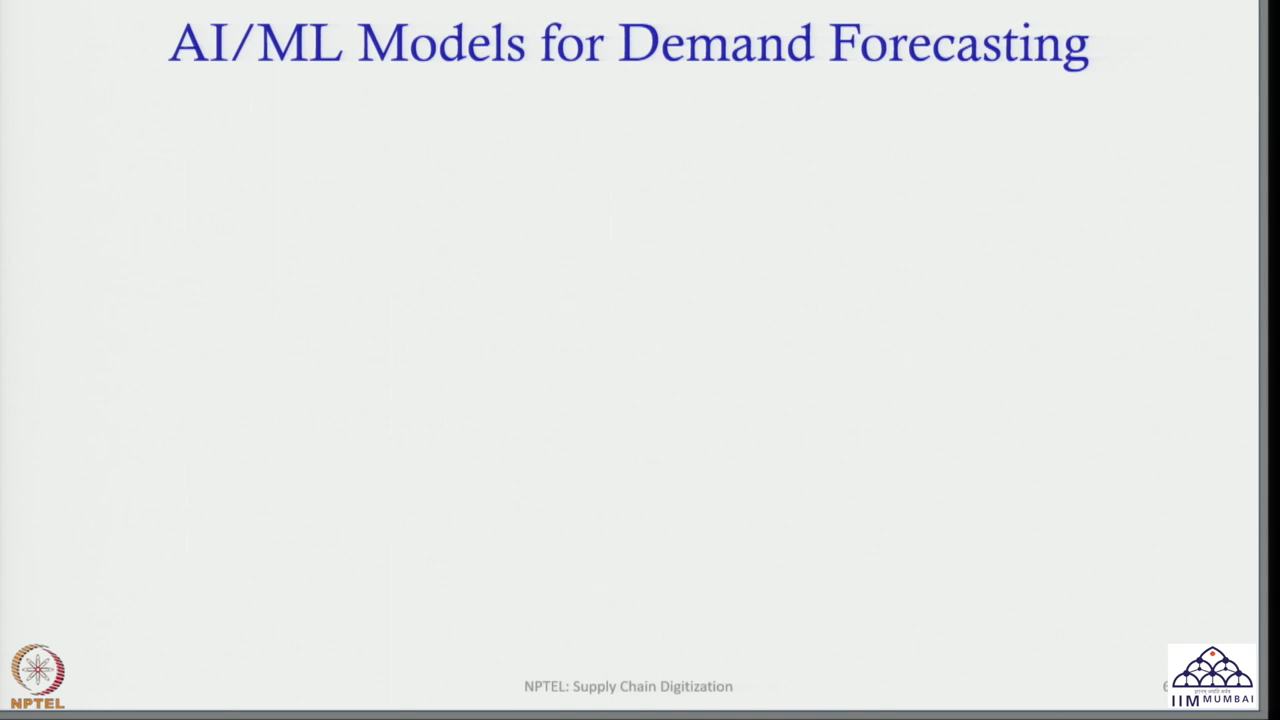 AI/ML Models for Demand Forecasting
NPTEL
NPTEL: Supply Chain Digitization
IIM MUMBAI